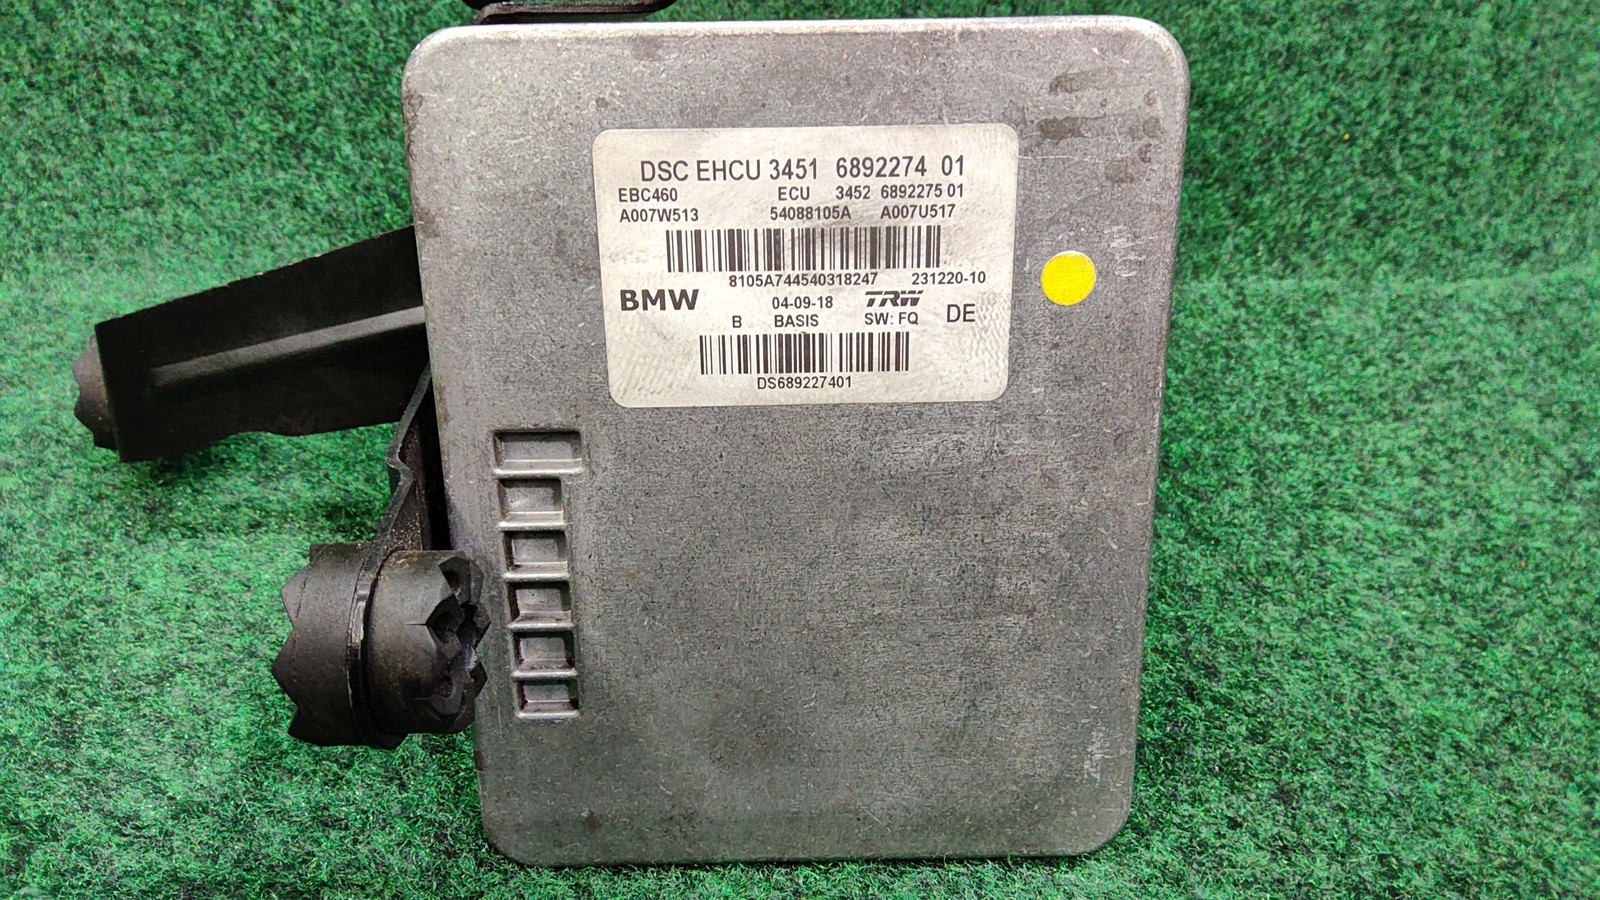 DSC EHCU 3451 6892274 01
EBC460 ECU 3452 6892275 01
A007W513 54088105A A007U517
8105A744540318247 231220-10
BMW 04-09-18 TRW
B BASIS SW: FQ DE
DS689227401